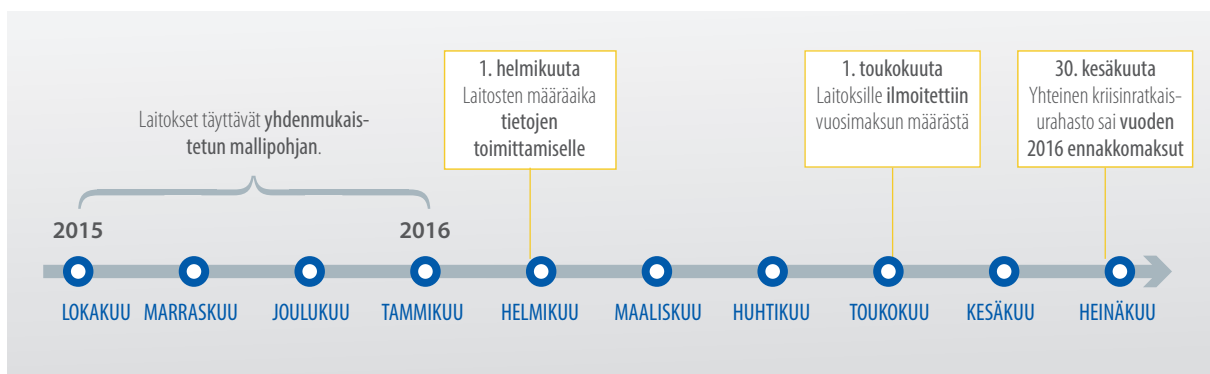 Laitokset täyttävät yhdenmukais-
tetun mallipohjan.
1. helmikuuta
Laitosten määräaika
tietojen
toimittamiselle
1. toukokuuta
Laitoksille ilmoitettiin
vuosimaksun määrästä
30. kesäkuuta
Yhteinen kriisinratkais-
urahasto sai vuoden
2016 ennakkomaksut
2015
2016
LOKAKUU
MARRASKUU
JOULUKUU
TAMMIKUU
HELMIKUU
MAALISKUU
HUHTIKUU
TOUKOKUU
KESÄKUU
HEINÄKUU